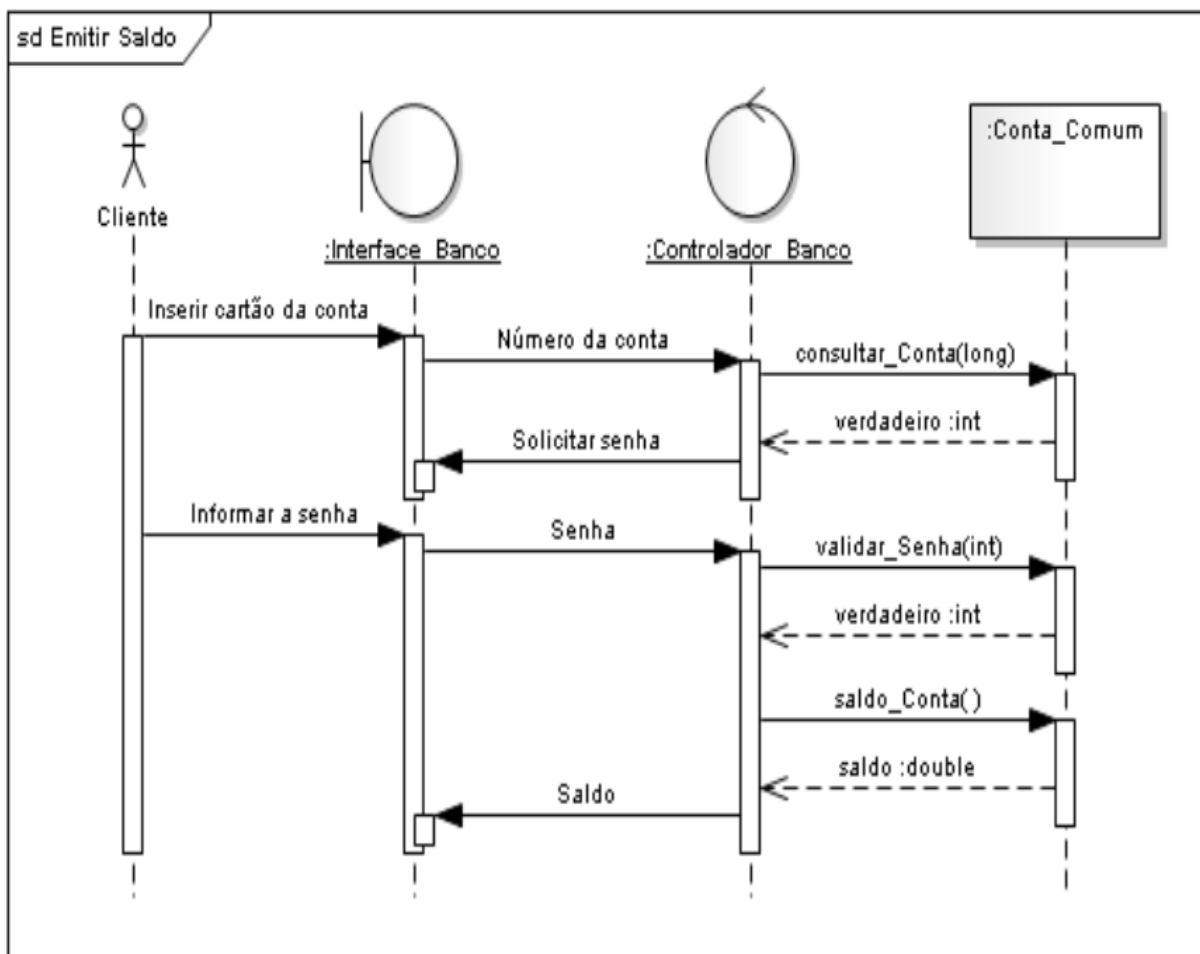 sd Emitir Saldo
:Conta_Comum
Cliente
:Interface_Banco
:Controlador_Banco
Inserir cartão da conta
Número da conta
consultar_Conta(long)
verdadeiro :int
Solicitar senha
Informar a senha
Senha
validar_Senha(int)
verdadeiro :int
saldo_Conta( )
saldo :double
Saldo